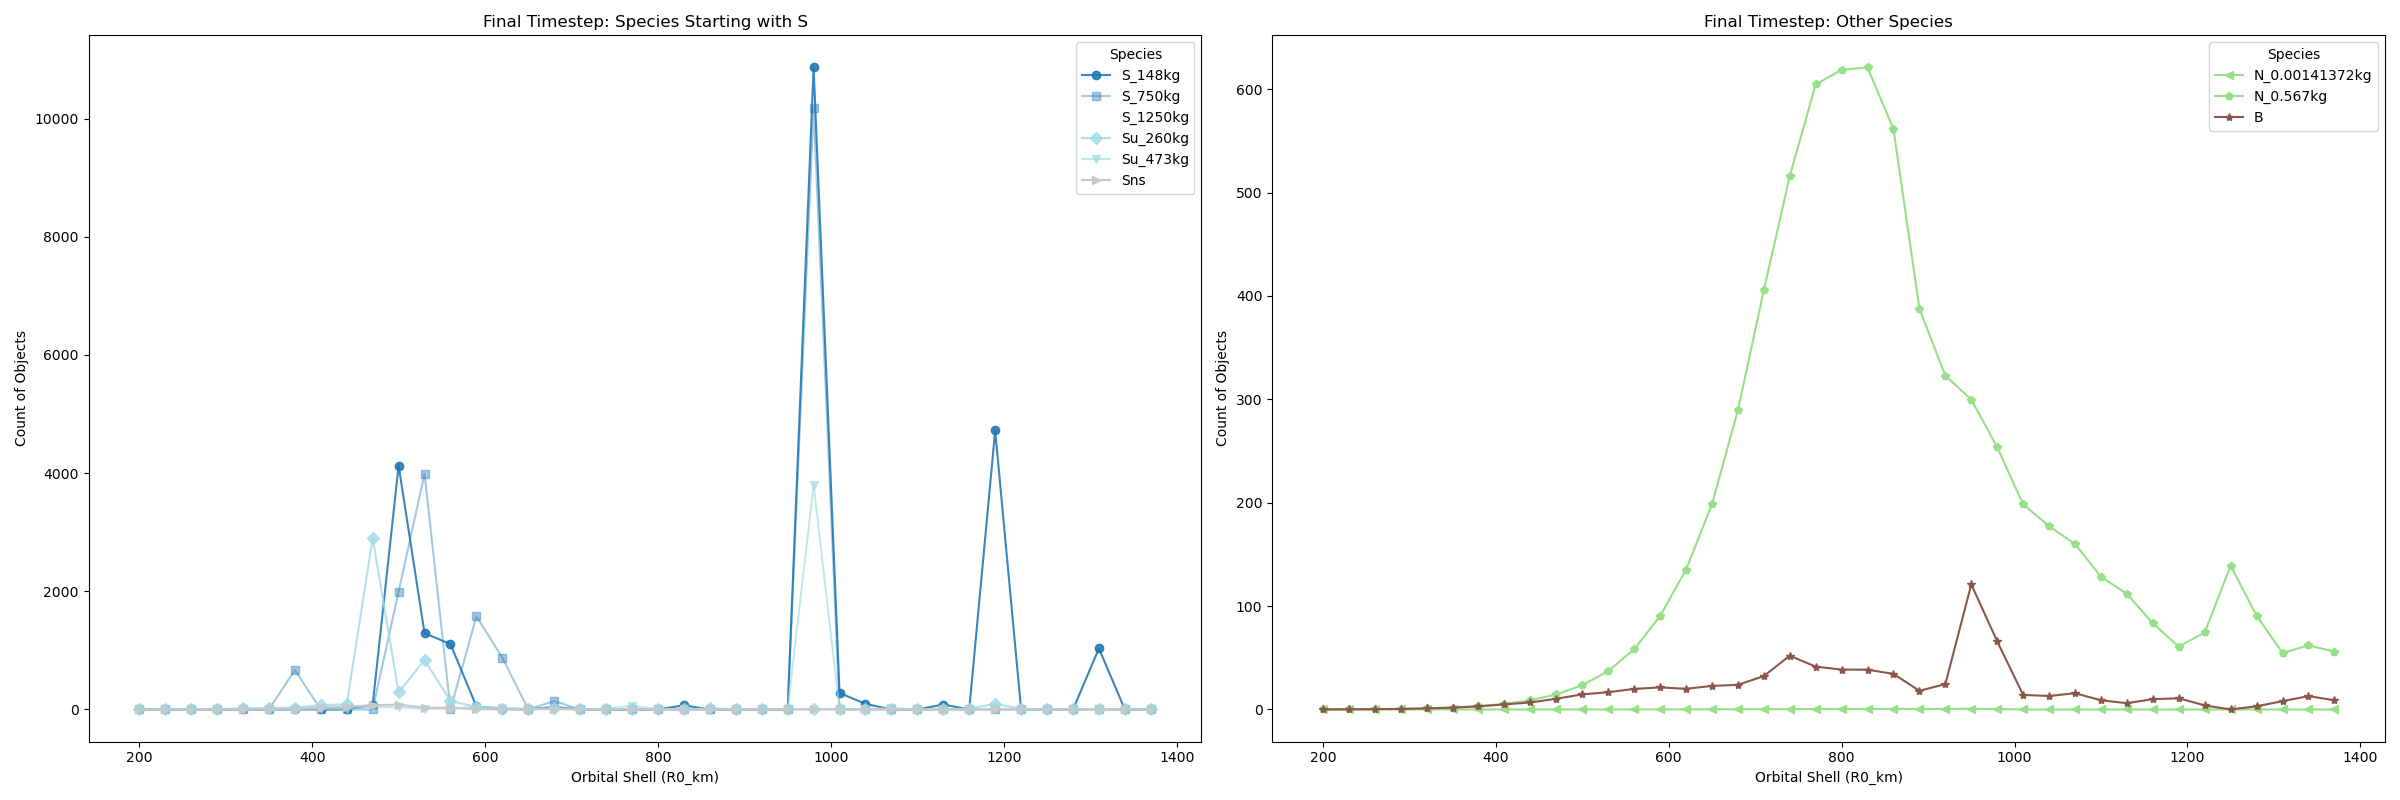 Final Timestep: Species Starting with S
Count of Objects
10000
8000
6000
4000
2000
0
200 400 600 800 1000 1200 1400
Orbital Shell (R0_km)
Species
S_148kg
S_750kg
S_1250kg
Su_260kg
Su_473kg
Sns
Final Timestep: Other Species
Count of Objects
600
500
400
300
200
100
0
200 400 600 800 1000 1200 1400
Orbital Shell (R0_km)
Species
N_0.00141372kg
N_0.567kg
B